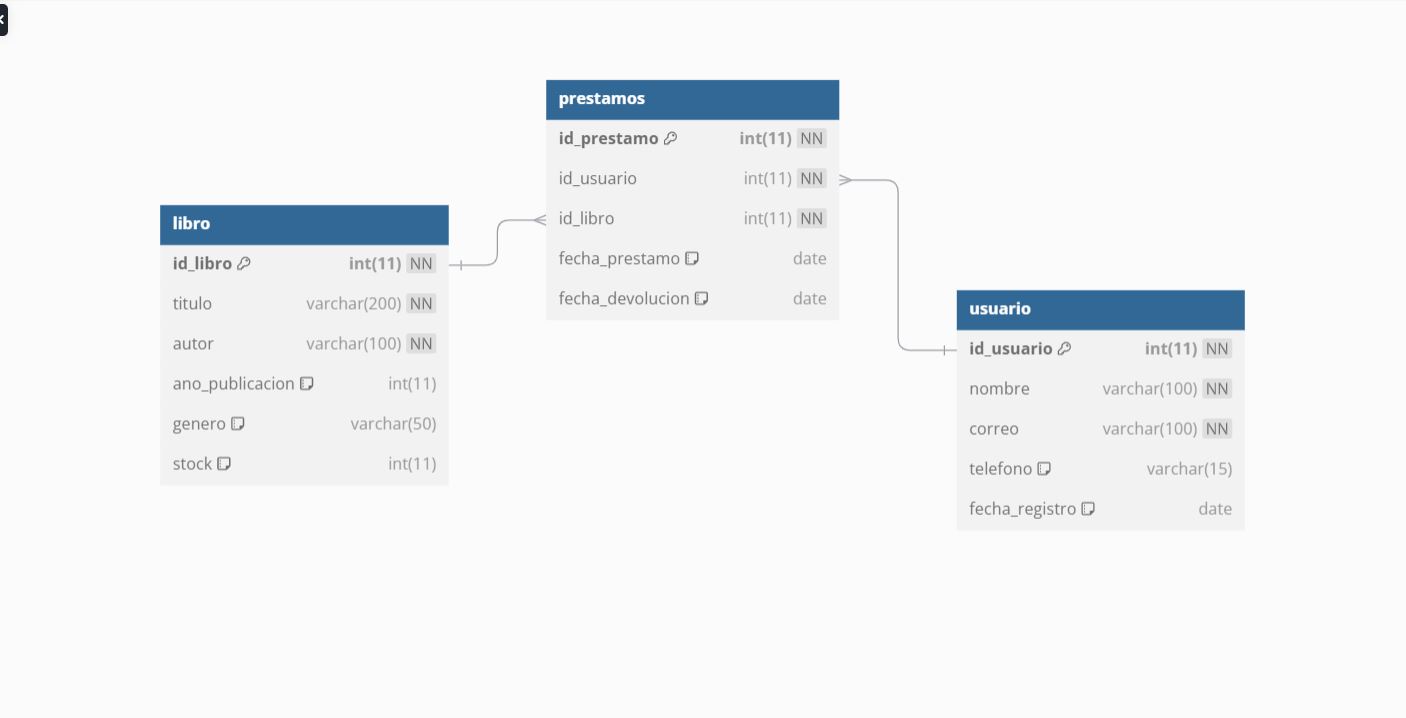 prestamos
id_prestamo int(11) NN
id_usuario int(11) NN
id_libro int(11) NN
fecha_prestamo date
fecha_devolucion date
libro
id_libro int(11) NN
titulo varchar(200) NN
autor varchar(100) NN
ano_publicacion int(11)
genero varchar(50)
stock int(11)
usuario
id_usuario int(11) NN
nombre varchar(100) NN
correo varchar(100) NN
telefono varchar(15)
fecha_registro date